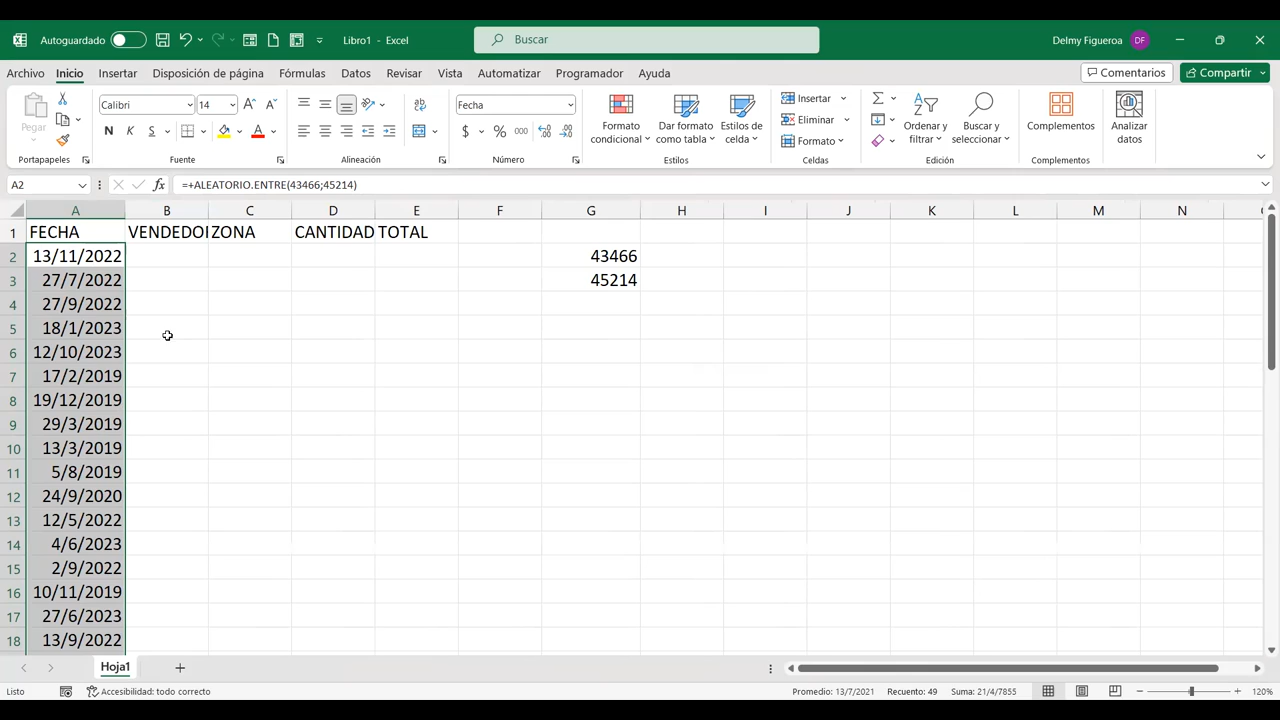 Autoguardado Libro1 - Excel Buscar Delmy Figueroa DF
Archivo Inicio Insertar Disposición de página Fórmulas Datos Revisar Vista Automatizar Programador Ayuda Comentarios Compartir
Pegar Calibri 14 N K S Fecha $ % 000 Formato condicional Dar formato como tabla Estilos de celda Insertar Eliminar Formato Ordenar y filtrar Buscar y seleccionar Complementos Analizar datos
Portapapeles Fuente Alineación Número Estilos Celdas Edición Complementos
A2 fx =+ALEATORIO.ENTRE(43466;45214)
A B C D E F G H I J K L M N
1 FECHA VENDEDOI ZONA CANTIDAD TOTAL
2 13/11/2022 43466
3 27/7/2022 45214
4 27/9/2022
5 18/1/2023
6 12/10/2023
7 17/2/2019
8 19/12/2019
9 29/3/2019
10 13/3/2019
11 5/8/2019
12 24/9/2020
13 12/5/2022
14 4/6/2023
15 2/9/2022
16 10/11/2019
17 27/6/2023
18 13/9/2022
Hoja1
Listo Accesibilidad: todo correcto Promedio: 13/7/2021 Recuento: 49 Suma: 21/4/7855 120%